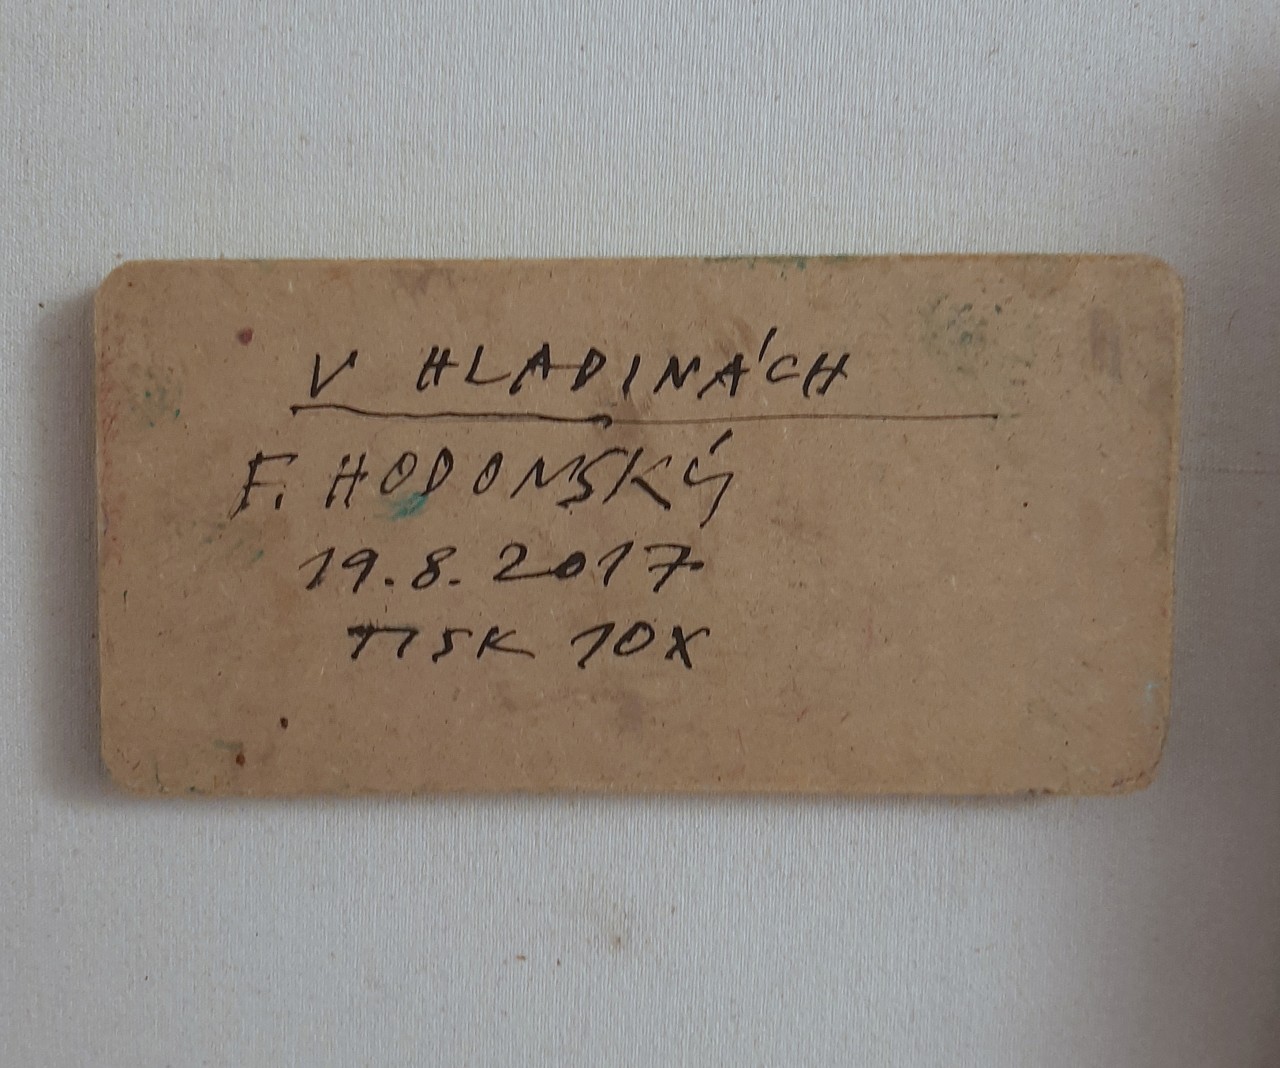 V HLADINÁCH
F. HODONSKÝ
19.8.2017
TISK 10X